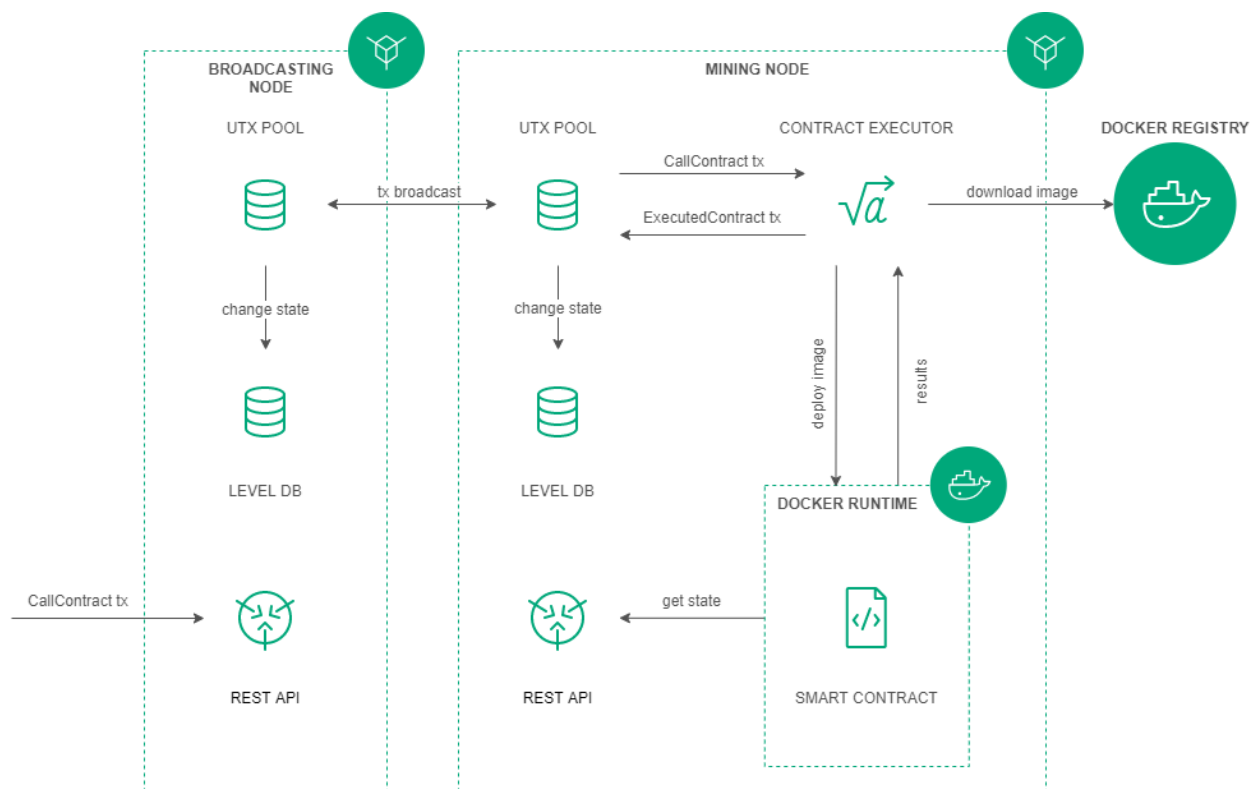 BROADCASTING
NODE
MINING NODE
UTX POOL
UTX POOL
CONTRACT EXECUTOR
DOCKER REGISTRY
CallContract tx
tx broadcast
download image
ExecutedContract tx
change state
change state
deploy image
results
LEVEL DB
LEVEL DB
DOCKER RUNTIME
CallContract tx
get state
REST API
REST API
SMART CONTRACT